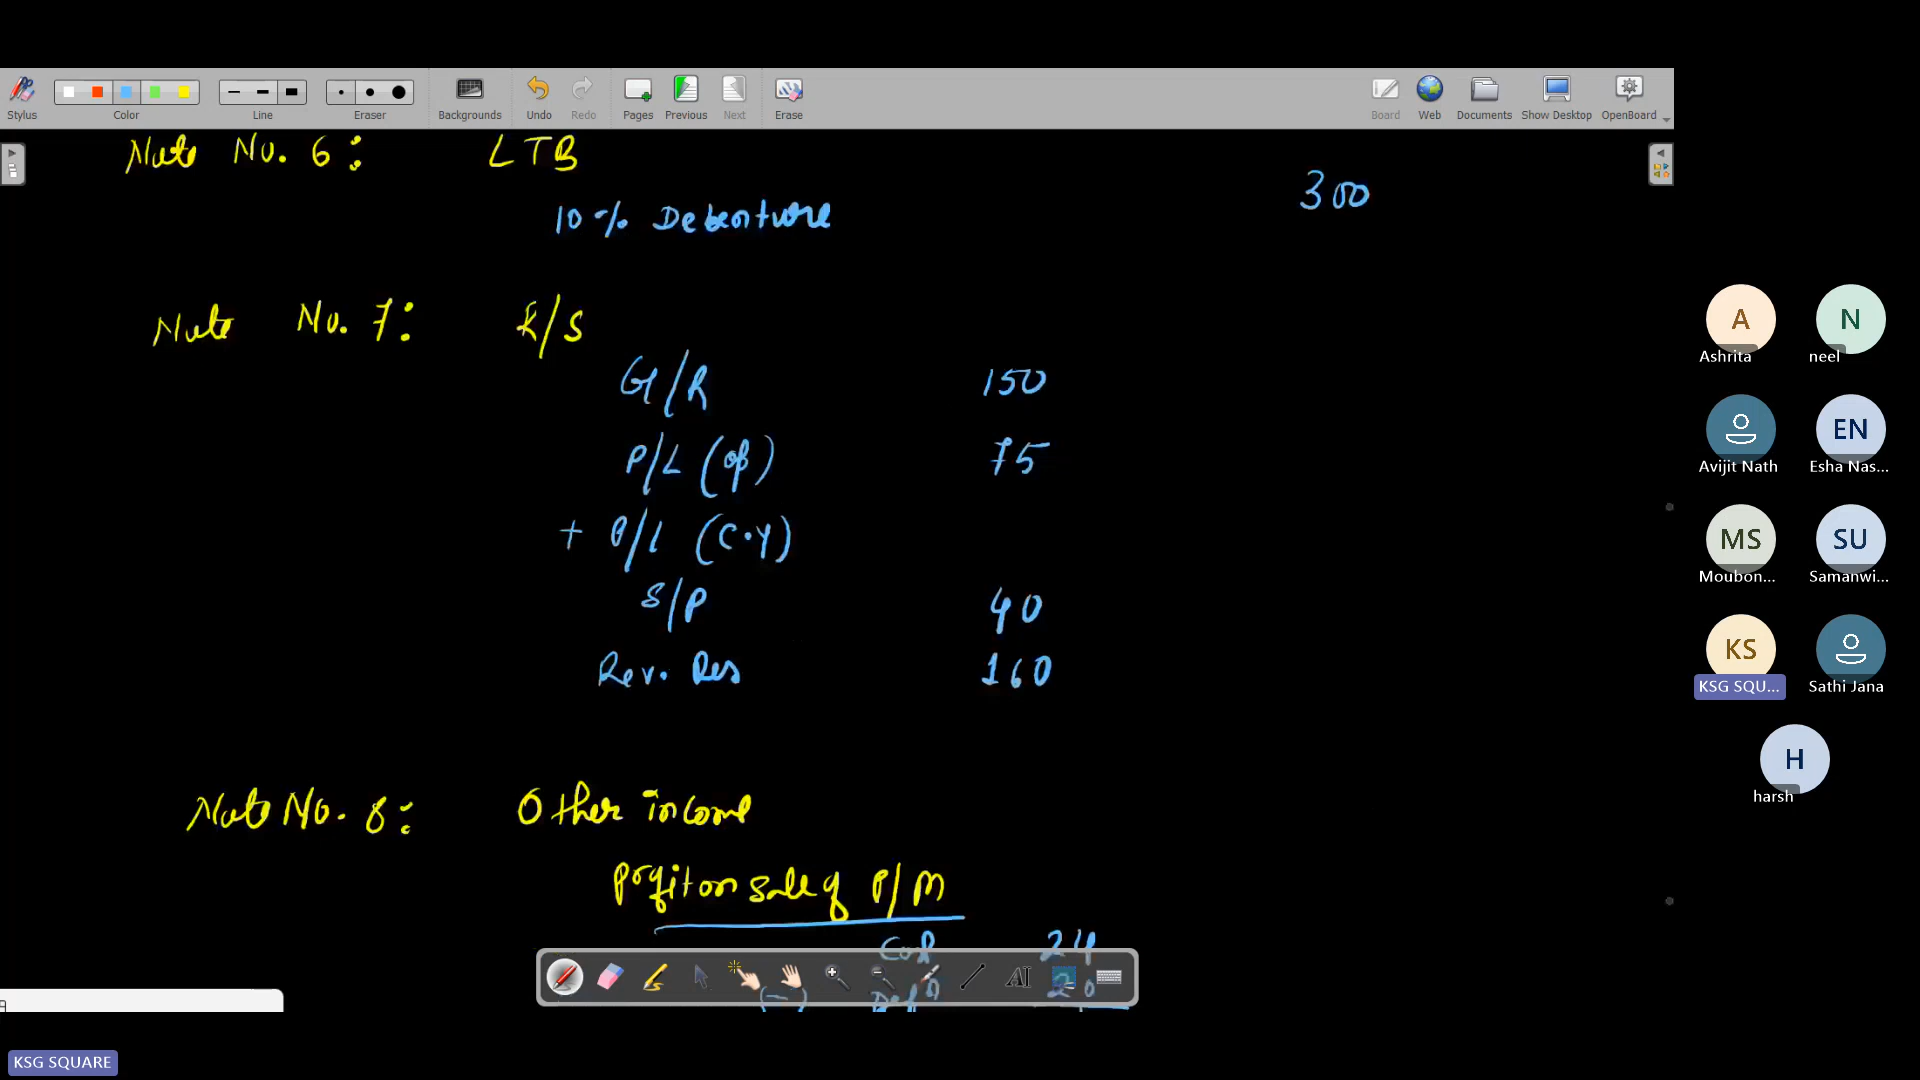 Stylus Color Line Eraser Backgrounds Undo Redo Pages Previous Next Erase Board Web Documents Show Desktop OpenBoard
Note No. 6: LTB
10% Debenture 300
Note No. 7: R/S
G/R 150
P/L (op) 75
+ P/L (C.Y)
S/P 40
Rev. Res 160
Note No. 8: Other income
Profit on sale of P/M
Cost 24
(-) Dep 20
A
Ashrita
N
neel
Avijit Nath
EN
Esha Nas...
MS
Moubon...
SU
Samanwi...
KS
KSG SQU...
Sathi Jana
H
harsh
KSG SQUARE